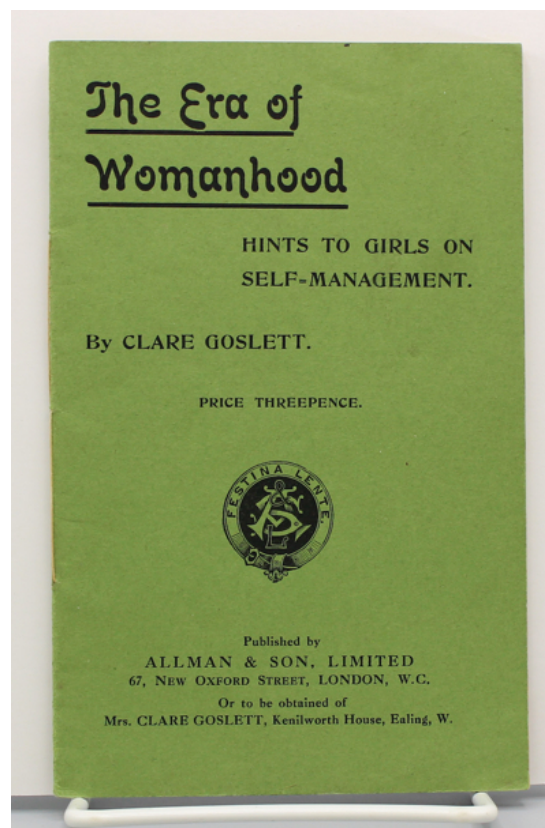 The Era of
Womanhood
HINTS TO GIRLS ON
SELF=MANAGEMENT.
By CLARE GOSLETT.
PRICE THREEPENCE.
FESTINA LENTE.
Published by
ALLMAN & SON, LIMITED
67, NEW OXFORD STREET, LONDON, W.C.
Or to be obtained of
Mrs. CLARE GOSLETT, Kenilworth House, Ealing, W.